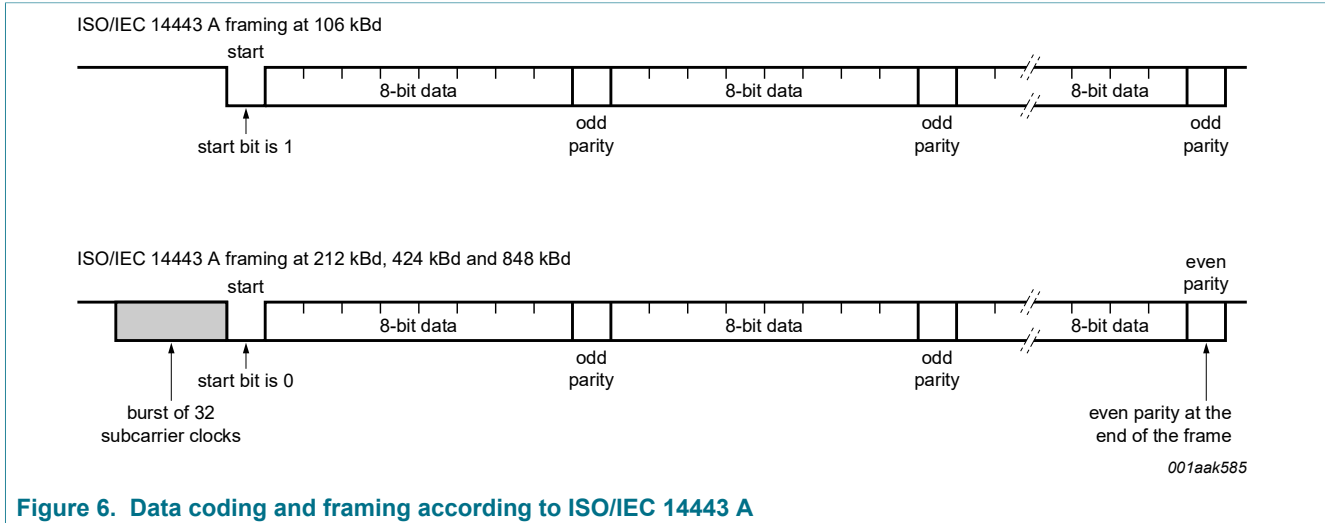 ISO/IEC 14443 A framing at 106 kBd
start
8-bit data
8-bit data
8-bit data
odd
parity
odd
parity
odd
parity
start bit is 1
ISO/IEC 14443 A framing at 212 kBd, 424 kBd and 848 kBd
even
parity
start
8-bit data
8-bit data
8-bit data
odd
parity
odd
parity
start bit is 0
burst of 32
subcarrier clocks
even parity at the
end of the frame
001aak585
Figure 6. Data coding and framing according to ISO/IEC 14443 A